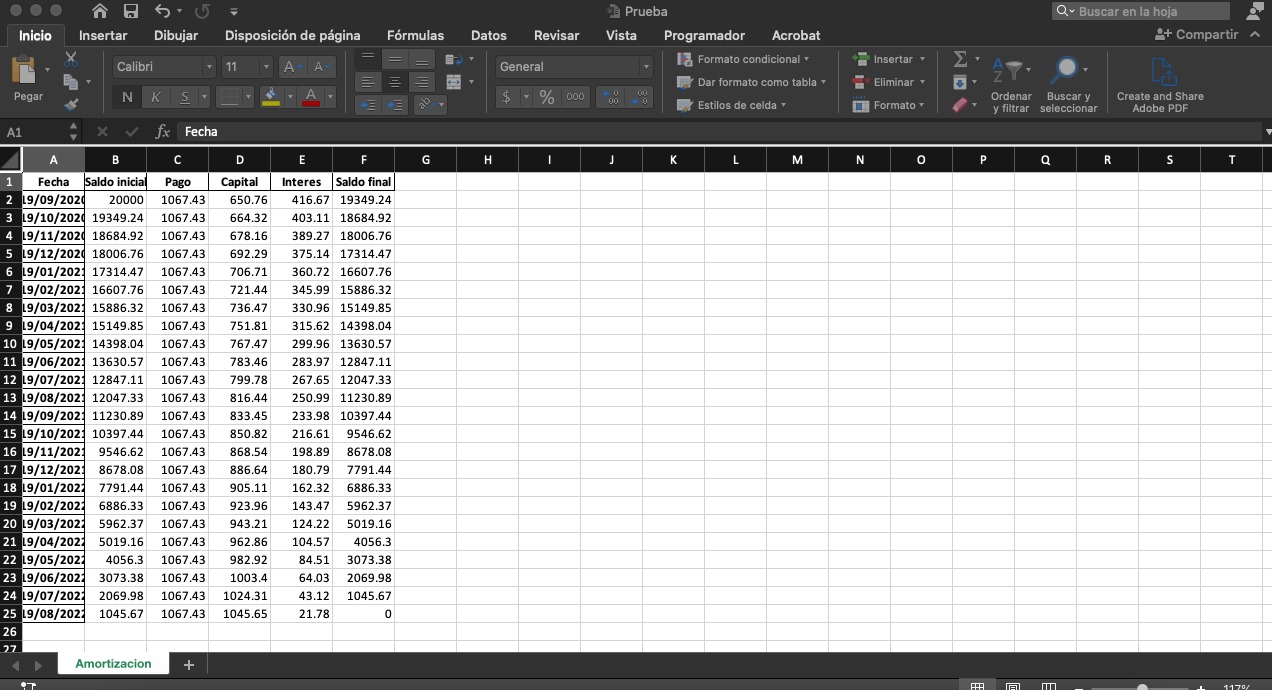 Prueba
Buscar en la hoja
Inicio Insertar Dibujar Disposición de página Fórmulas Datos Revisar Vista Programador Acrobat Compartir
Pegar
Calibri 11 A A
N K S A
General
$ % 000
Formato condicional
Dar formato como tabla
Estilos de celda
Insertar
Eliminar
Formato
Ordenar y filtrar
Buscar y seleccionar
Create and Share Adobe PDF
A1 fx Fecha
A B C D E F G H I J K L M N O P Q R S T
1 Fecha Saldo inicial Pago Capital Interes Saldo final
2 19/09/2020 20000 1067.43 650.76 416.67 19349.24
3 19/10/2020 19349.24 1067.43 664.32 403.11 18684.92
4 19/11/2020 18684.92 1067.43 678.16 389.27 18006.76
5 19/12/2020 18006.76 1067.43 692.29 375.14 17314.47
6 19/01/2021 17314.47 1067.43 706.71 360.72 16607.76
7 19/02/2021 16607.76 1067.43 721.44 345.99 15886.32
8 19/03/2021 15886.32 1067.43 736.47 330.96 15149.85
9 19/04/2021 15149.85 1067.43 751.81 315.62 14398.04
10 19/05/2021 14398.04 1067.43 767.47 299.96 13630.57
11 19/06/2021 13630.57 1067.43 783.46 283.97 12847.11
12 19/07/2021 12847.11 1067.43 799.78 267.65 12047.33
13 19/08/2021 12047.33 1067.43 816.44 250.99 11230.89
14 19/09/2021 11230.89 1067.43 833.45 233.98 10397.44
15 19/10/2021 10397.44 1067.43 850.82 216.61 9546.62
16 19/11/2021 9546.62 1067.43 868.54 198.89 8678.08
17 19/12/2021 8678.08 1067.43 886.64 180.79 7791.44
18 19/01/2022 7791.44 1067.43 905.11 162.32 6886.33
19 19/02/2022 6886.33 1067.43 923.96 143.47 5962.37
20 19/03/2022 5962.37 1067.43 943.21 124.22 5019.16
21 19/04/2022 5019.16 1067.43 962.86 104.57 4056.3
22 19/05/2022 4056.3 1067.43 982.92 84.51 3073.38
23 19/06/2022 3073.38 1067.43 1003.4 64.03 2069.98
24 19/07/2022 2069.98 1067.43 1024.31 43.12 1045.67
25 19/08/2022 1045.67 1067.43 1045.65 21.78 0
26
27
Amortizacion
117%